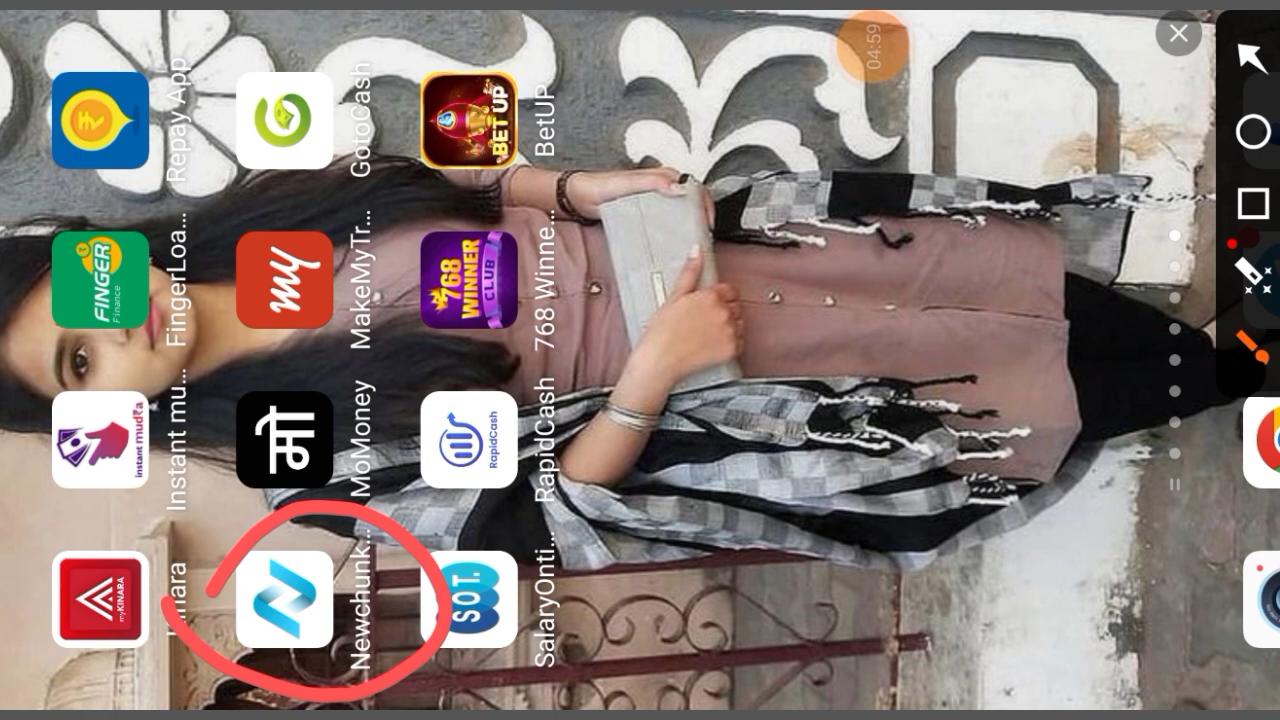 04:59
myKINARA
Kinara
instant mudra
Instant mu...
FINGER
Finance
FingerLoa...
Repay App
Newchunk...
मो
MoMoney
my
MakeMyTr...
GotoCash
SOT.
SalaryOnti...
RapidCash
RapidCash
768
WINNER
CLUB
768 Winne...
BET UP
BetUP